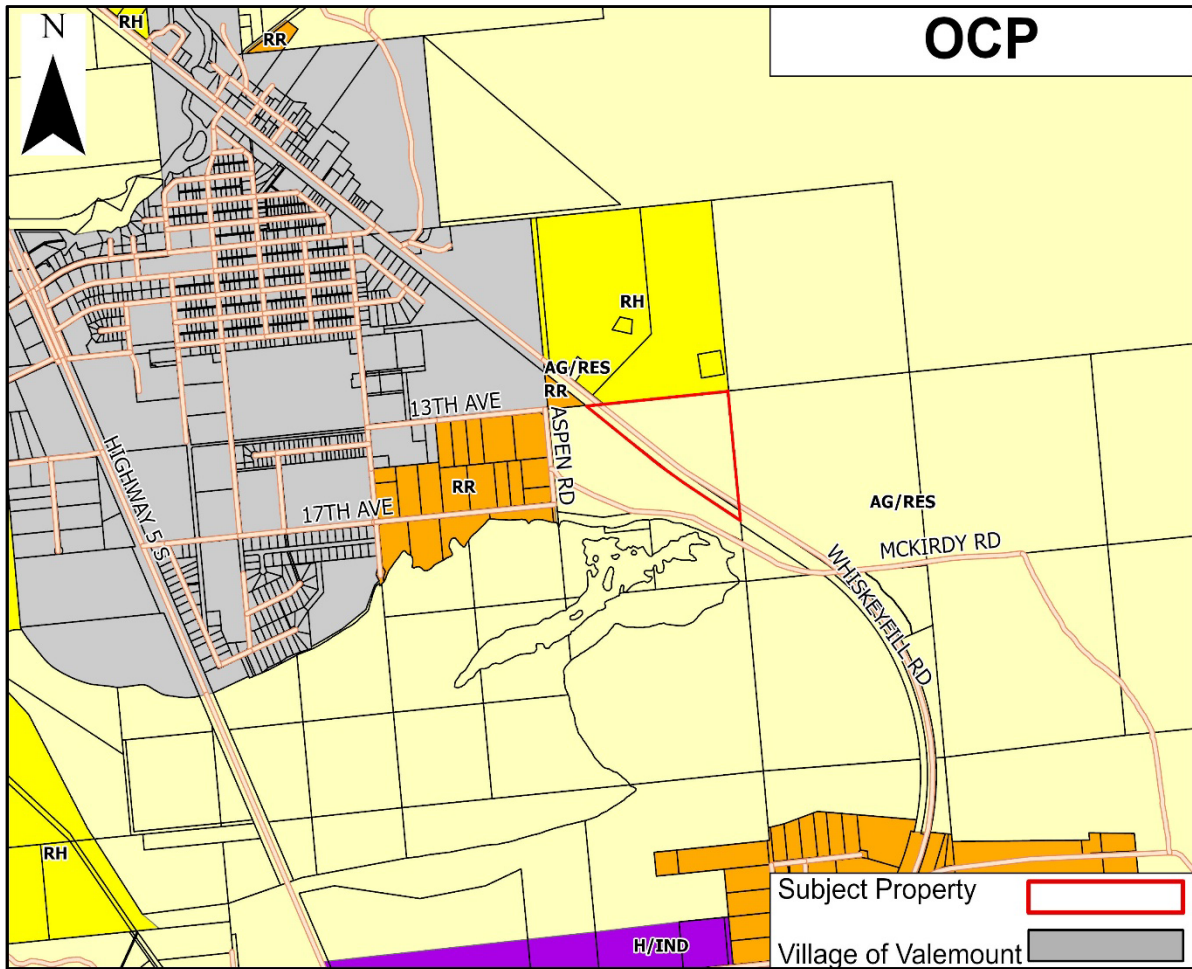 OCP
N
RH
RR
RH
AG/RES
RR
13TH AVE
ASPEN RD
RR
17TH AVE
HIGHWAY 5 S
AG/RES
MCKIRDY RD
WHISKEYFILL RD
RH
H/IND
Subject Property
Village of Valemount